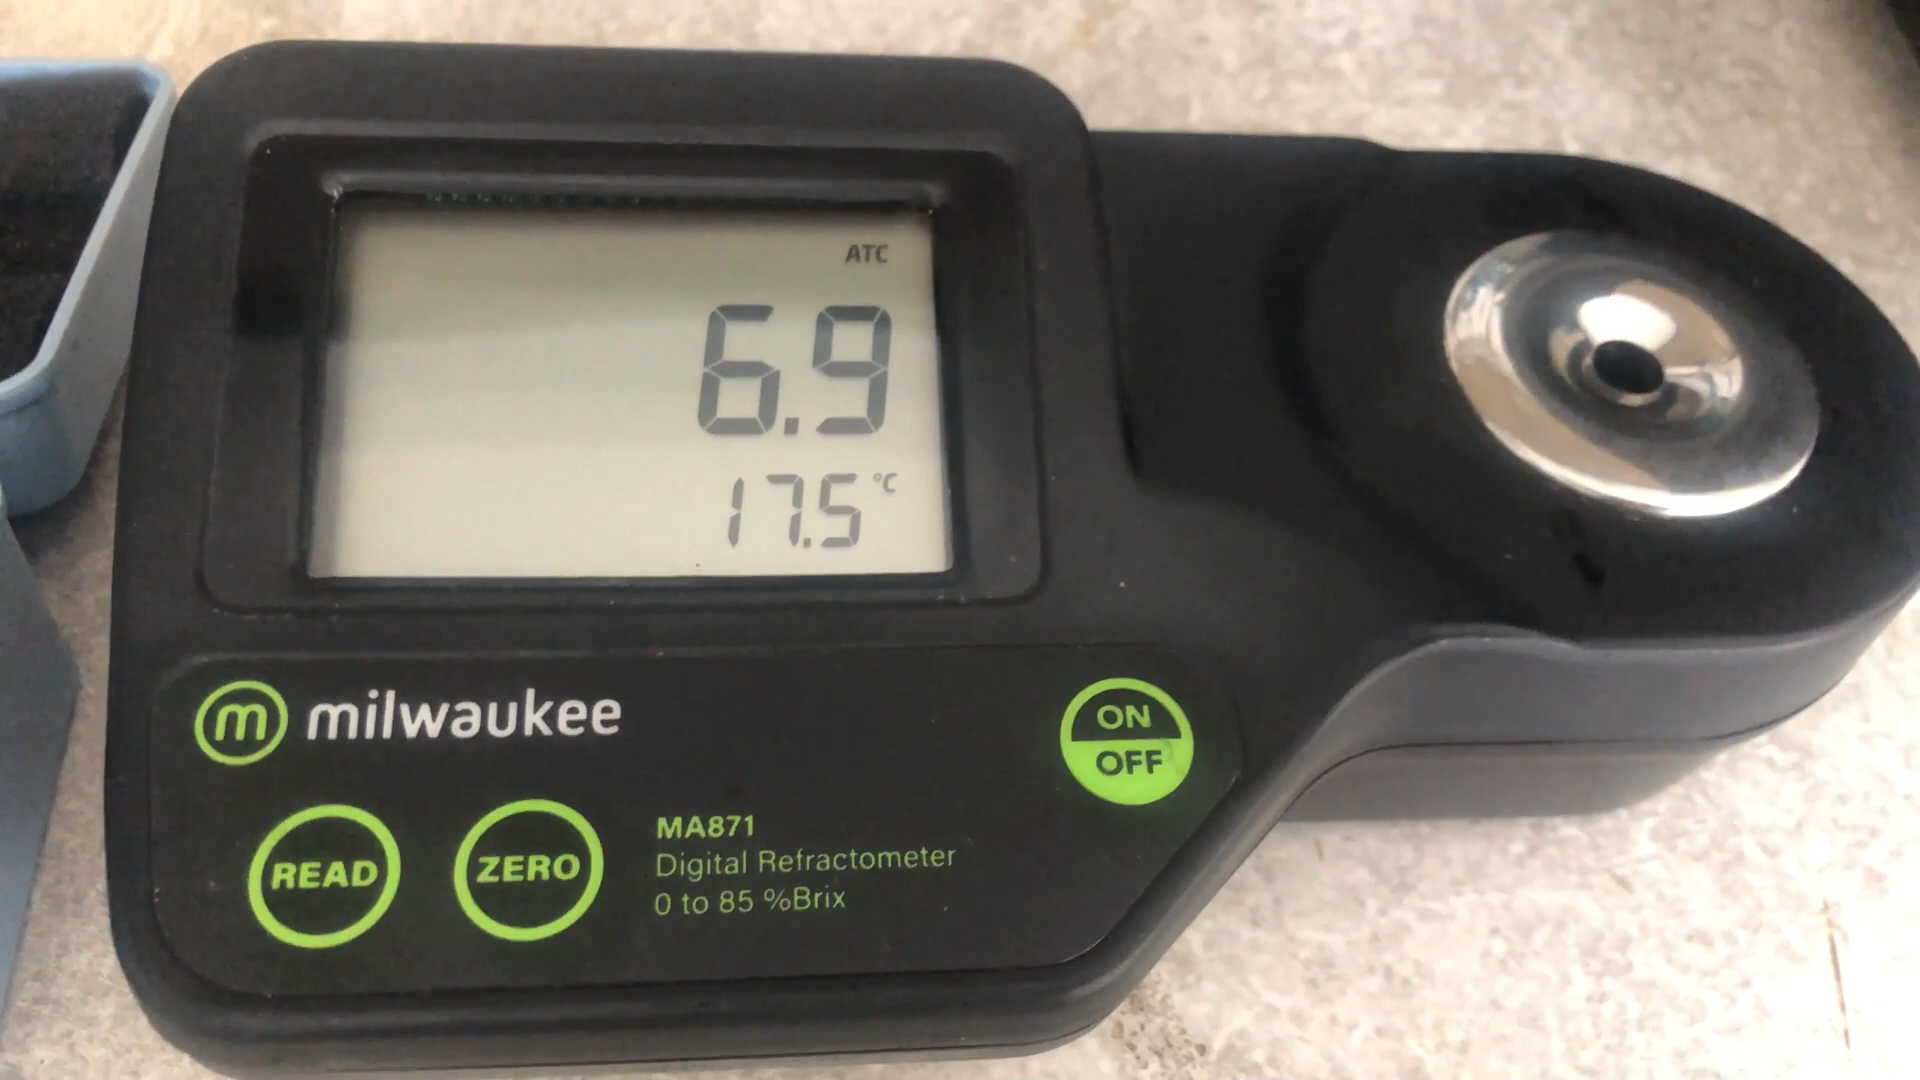 ATC
6.9
17.5 °C
m milwaukee
ON
OFF
READ
ZERO
MA871
Digital Refractometer
0 to 85 %Brix